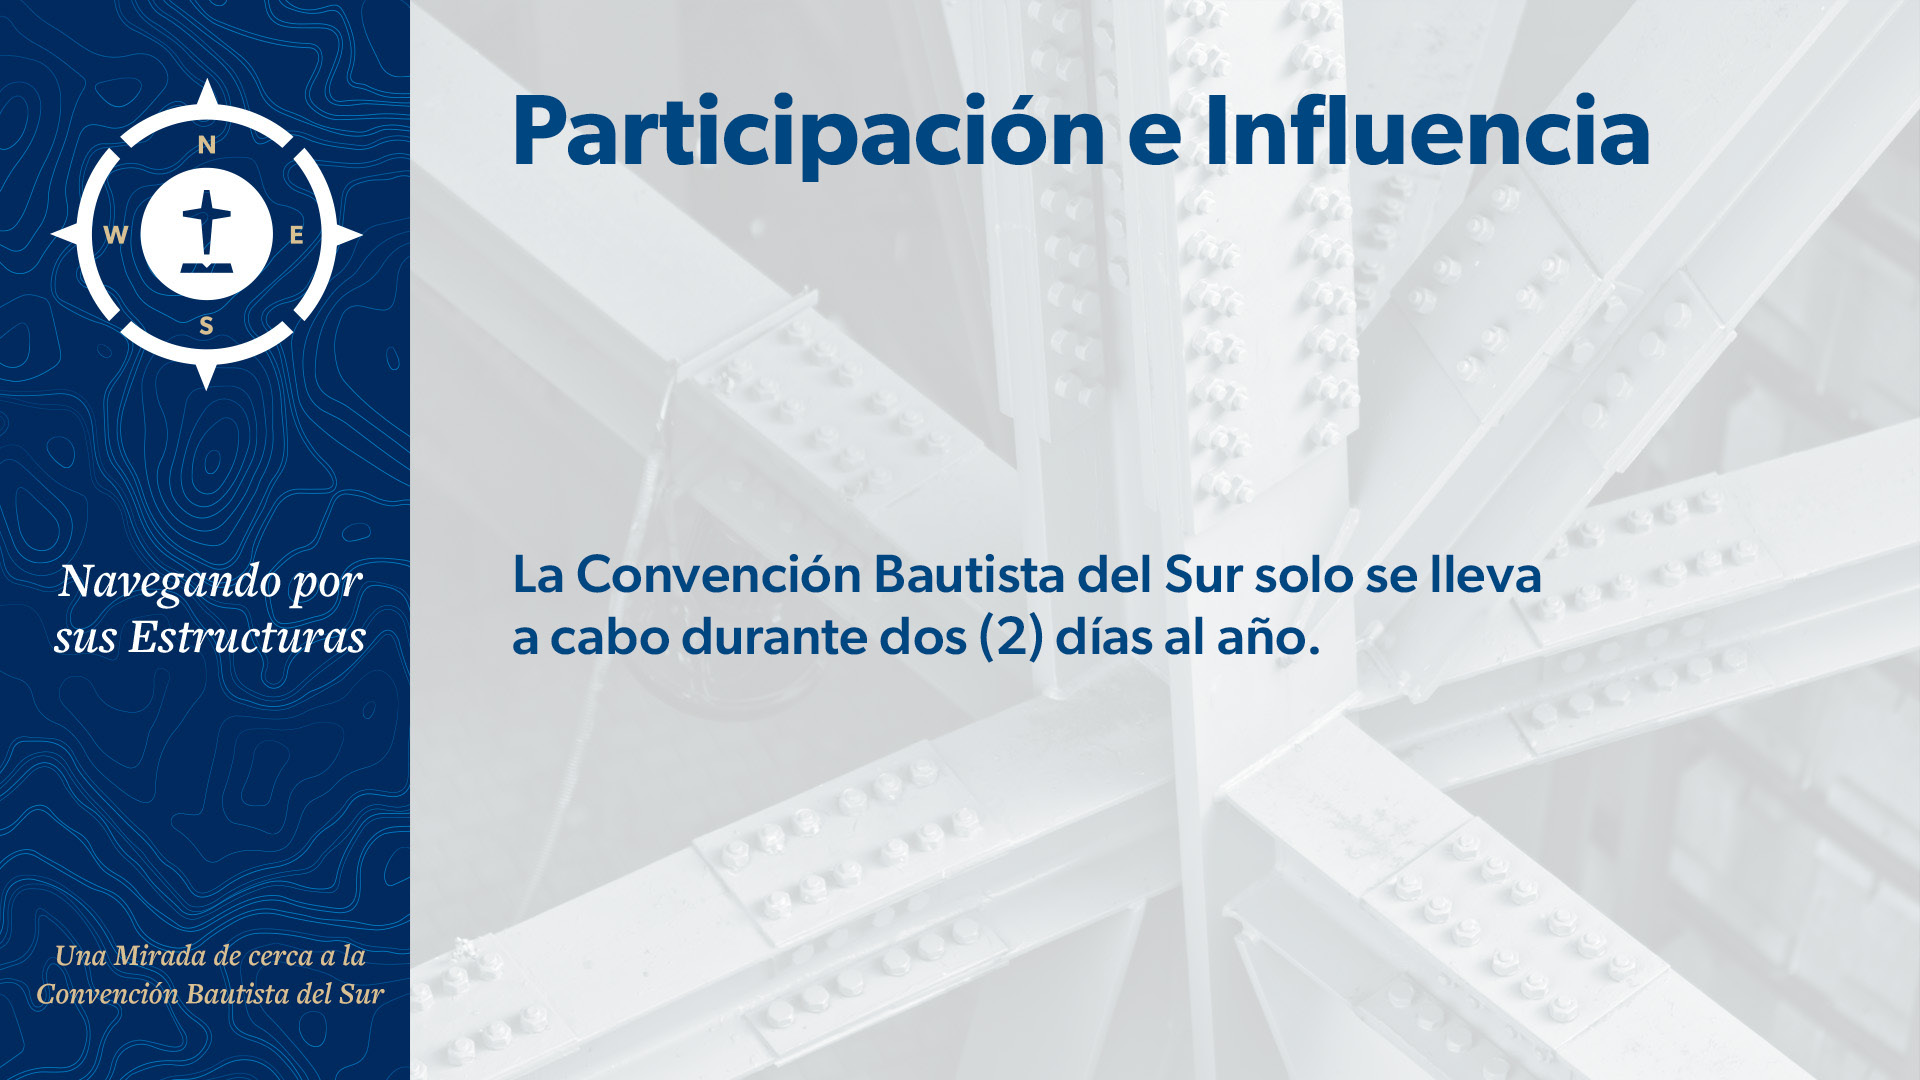 N
W
E
S
Navegando por
sus Estructuras
Una Mirada de cerca a la
Convención Bautista del Sur
Participación e Influencia
La Convención Bautista del Sur solo se lleva
a cabo durante dos (2) días al año.